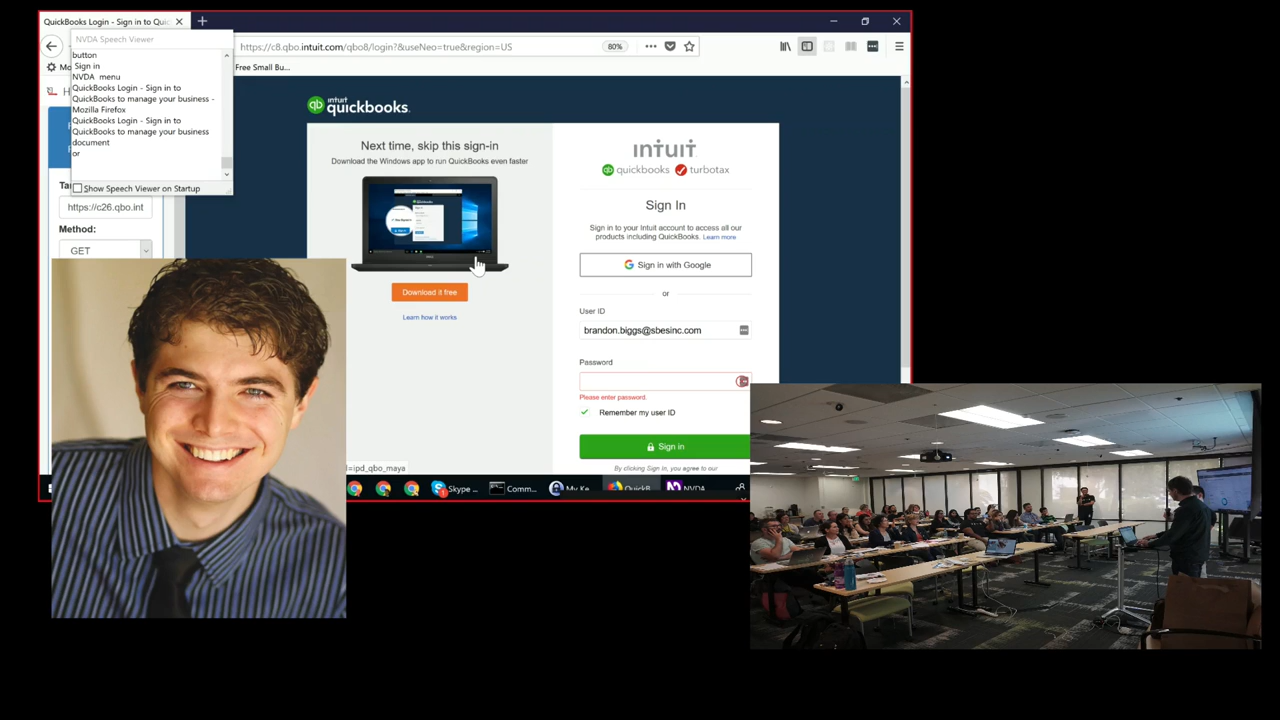 QuickBooks Login - Sign in to Quic
NVDA Speech Viewer
button
Sign in
NVDA menu
QuickBooks Login - Sign in to
QuickBooks to manage your business -
Mozilla Firefox
QuickBooks Login - Sign in to
QuickBooks to manage your business
document
or
Show Speech Viewer on Startup
https://c8.qbo.intuit.com/qbo8/login?&useNeo=true&region=US
80%
Free Small Bu...
https://c26.qbo.int
Method:
GET
intuit
quickbooks.
Next time, skip this sign-in
Download the Windows app to run QuickBooks even faster
Download it free
Learn how it works
intuit
quickbooks turbotax
Sign In
Sign in to your Intuit account to access all our
products including QuickBooks. Learn more
Sign in with Google
or
User ID
brandon.biggs@sbesinc.com
Password
Please enter password.
Remember my user ID
Sign in
By clicking Sign in, you agree to our
=ipd_qbo_maya
Skype ...
Comm...
My Ke
QuickB
NVDA